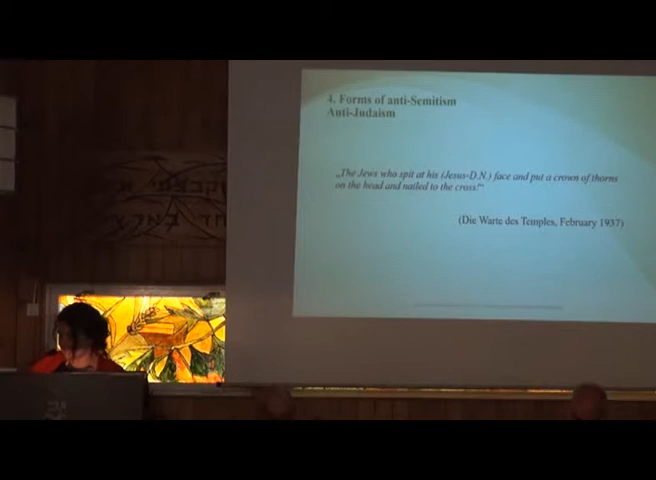 4. Forms of anti-Semitism
Anti-Judaism
„The Jews who spit at his (Jesus-D.N.) face and put a crown of thorns
on the head and nailed to the cross!“
(Die Warte des Temples, February 1937)